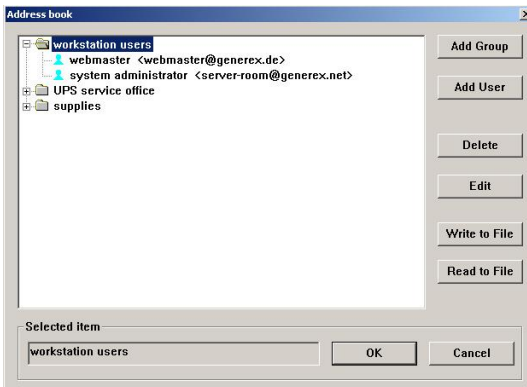 Address book
workstation users
webmaster <webmaster@generex.de>
system administrator <server-room@generex.net>
UPS service office
supplies
Add Group
Add User
Delete
Edit
Write to File
Read to File
Selected item
workstation users
OK
Cancel